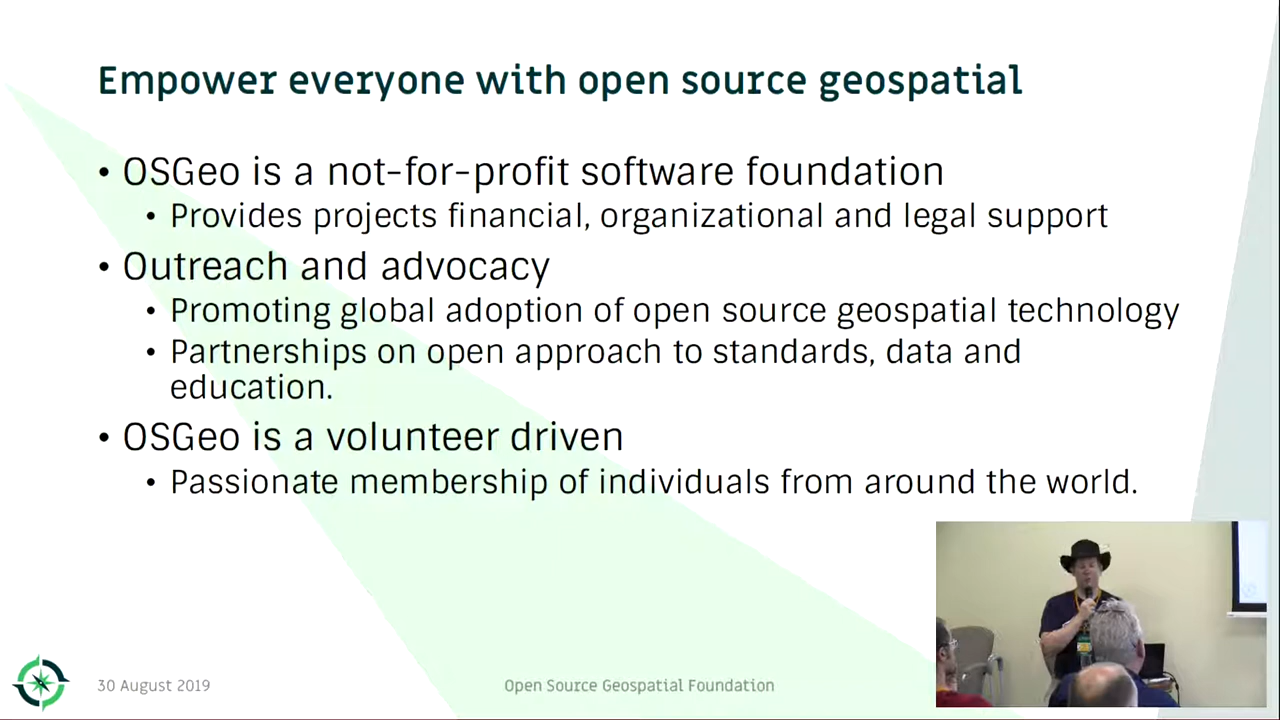 Empower everyone with open source geospatial
• OSGeo is a not-for-profit software foundation
• Provides projects financial, organizational and legal support
• Outreach and advocacy
• Promoting global adoption of open source geospatial technology
• Partnerships on open approach to standards, data and
education.
• OSGeo is a volunteer driven
• Passionate membership of individuals from around the world.
30 August 2019
Open Source Geospatial Foundation